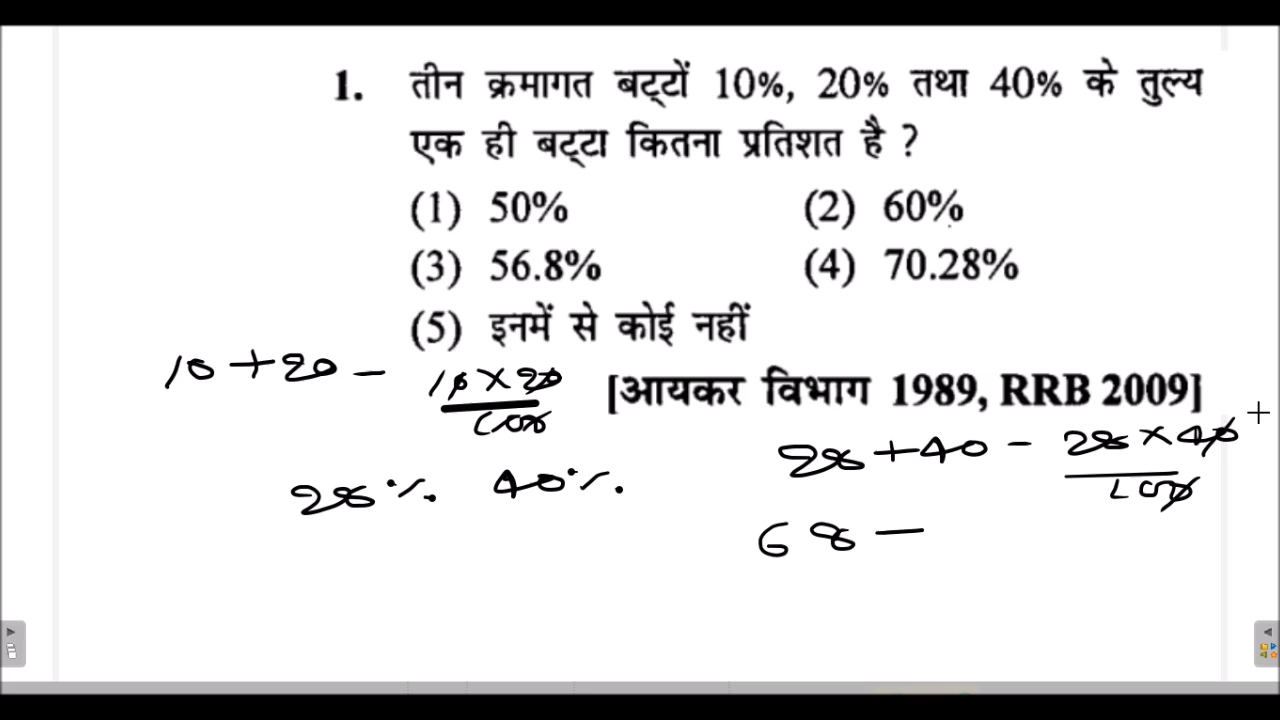 1. तीन क्रमागत बट्टों 10%, 20% तथा 40% के तुल्य
एक ही बट्टा कितना प्रतिशत है ?
(1) 50% (2) 60%
(3) 56.8% (4) 70.28%
(5) इनमें से कोई नहीं
[आयकर विभाग 1989, RRB 2009]
10 + 20 - 10 × 20 / 100
28% 40%
28 + 40 - 28 × 40 / 100
68 -